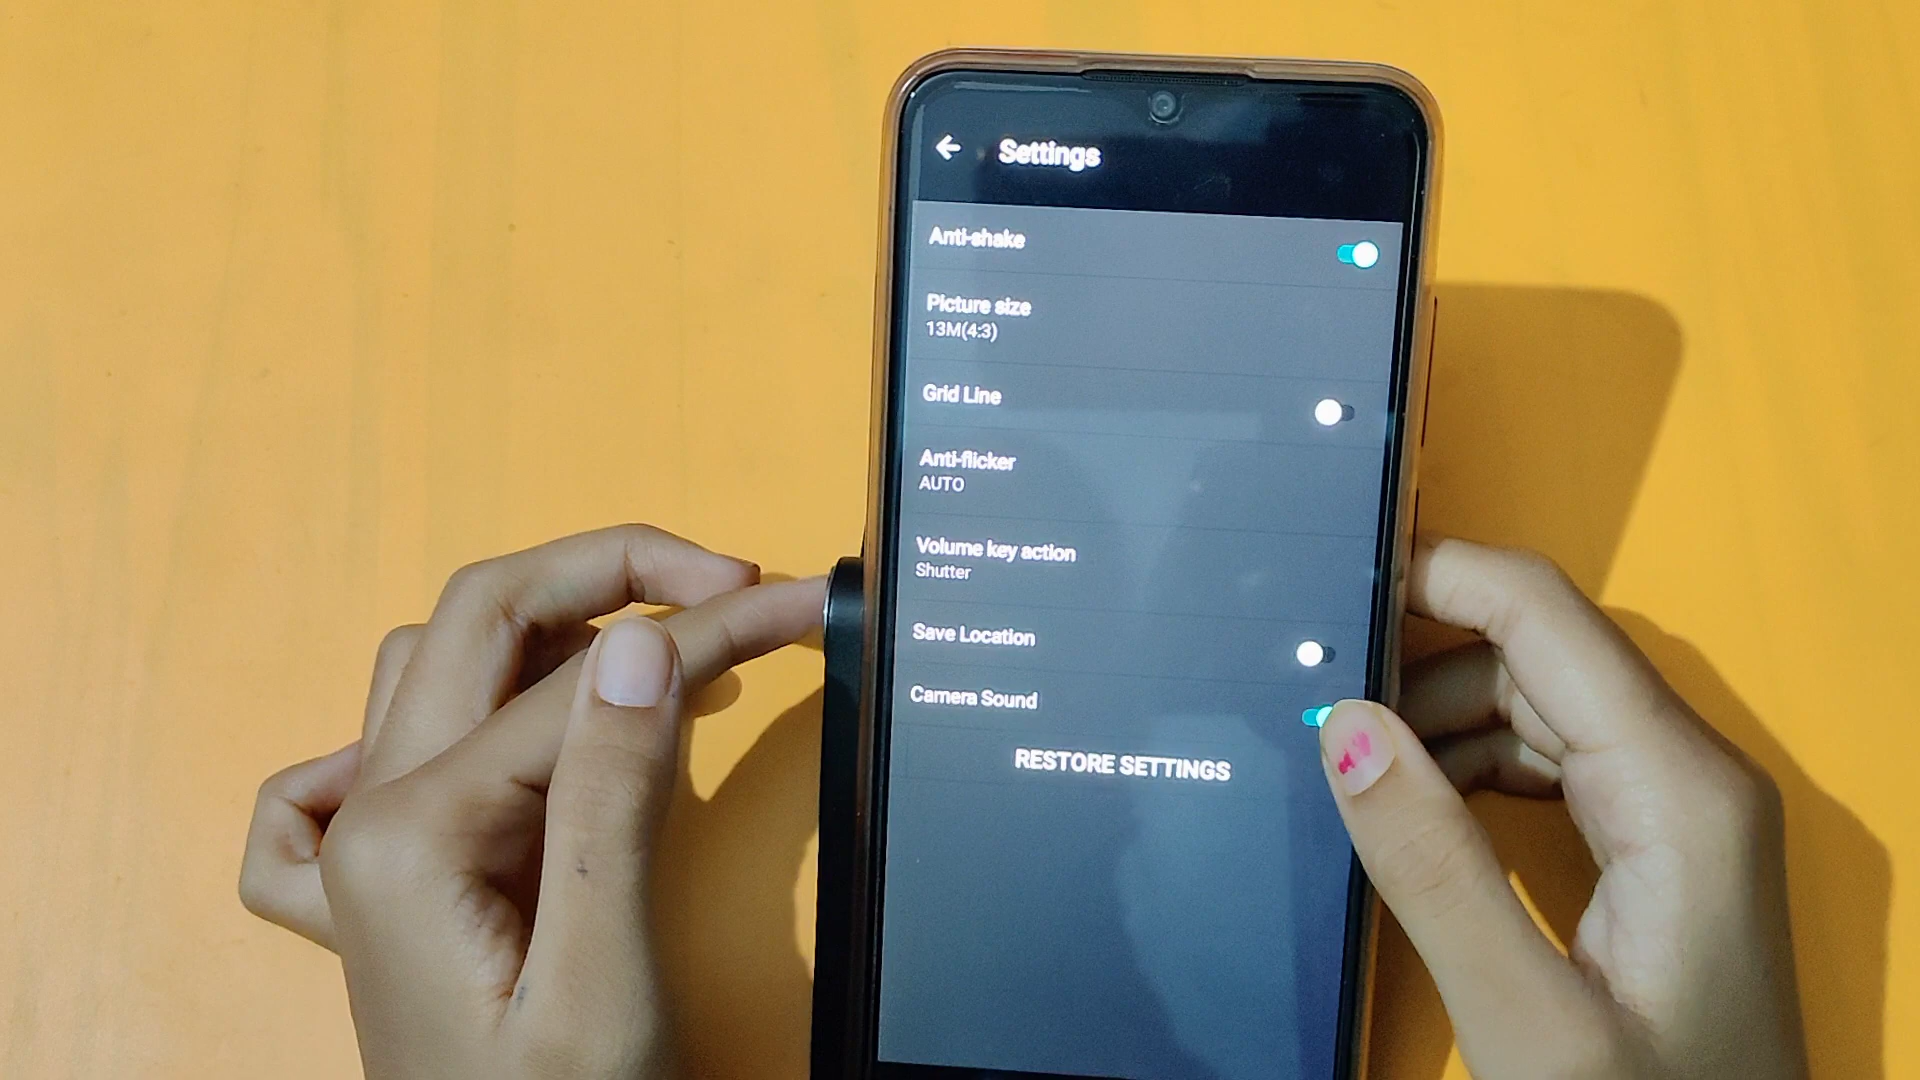 Settings
Anti-shake
Picture size
13M(4:3)
Grid Line
Anti-flicker
AUTO
Volume key action
Shutter
Save Location
Camera Sound
RESTORE SETTINGS